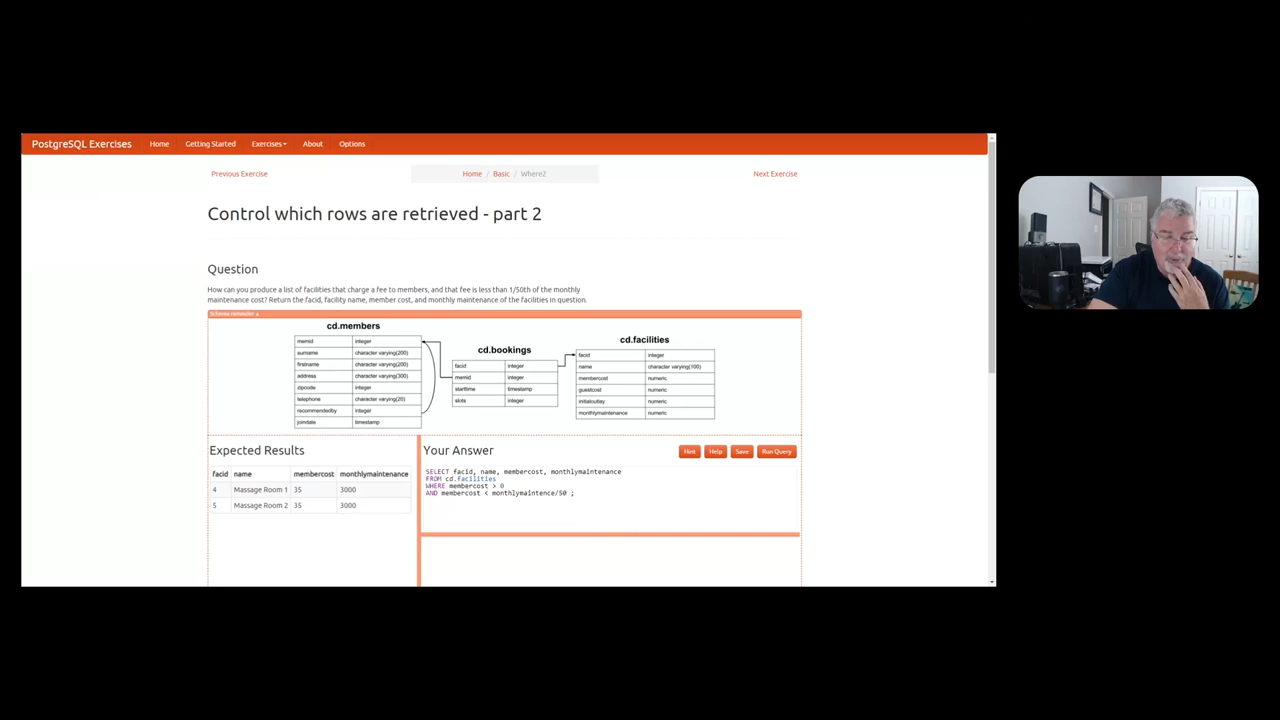 PostgreSQL Exercises Home Getting Started Exercises About Options
Previous Exercise Home / Basic / Where2 Next Exercise
Control which rows are retrieved - part 2
Question
How can you produce a list of facilities that charge a fee to members, and that fee is less than 1/50th of the monthly
maintenance cost? Return the facid, facility name, member cost, and monthly maintenance of the facilities in question.
Schema reminder
cd.members
memid integer
surname character varying(200)
firstname character varying(200)
address character varying(300)
zipcode integer
telephone character varying(20)
recommendedby integer
joindate timestamp
cd.bookings
facid integer
memid integer
starttime timestamp
slots integer
cd.facilities
facid integer
name character varying(100)
membercost numeric
guestcost numeric
initialoutlay numeric
monthlymaintenance numeric
Expected Results
facid name membercost monthlymaintenance
4 Massage Room 1 35 3000
5 Massage Room 2 35 3000
Your Answer Hint Help Save Run Query
SELECT facid, name, membercost, monthlymaintenance
FROM cd.facilities
WHERE membercost > 0
AND membercost < monthlymaintence/50 ;